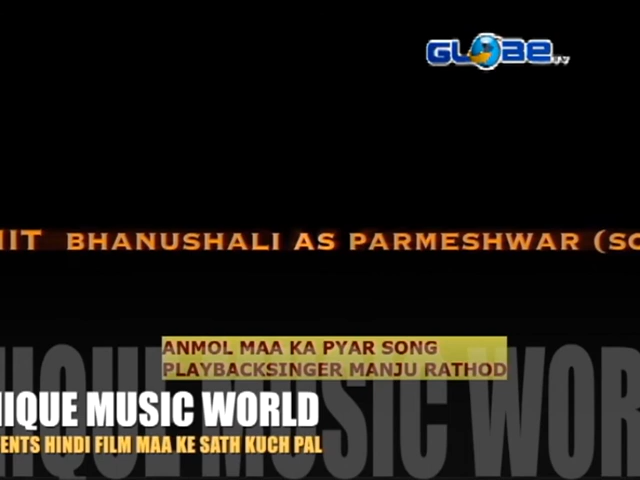 GLOBE TV
BHANUSHALI AS PARMESHWAR
ANMOL MAA KA PYAR SONG
PLAYBACKSINGER MANJU RATHOD
MUSIC WORLD
HINDI FILM MAA KE SATH KUCH PAL